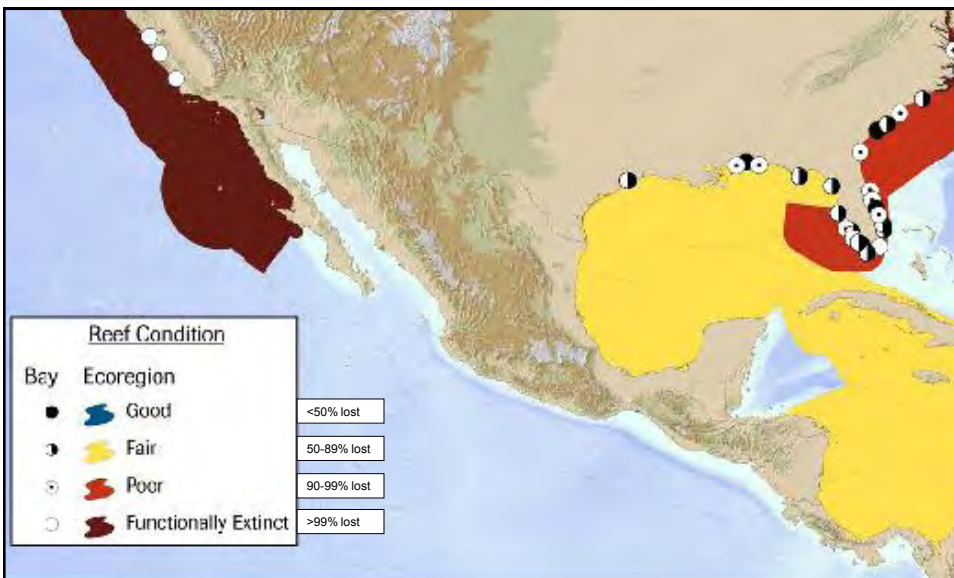 Reef Condition
Bay Ecoregion
Good <50% lost
Fair 50-89% lost
Poor 90-99% lost
Functionally Extinct >99% lost